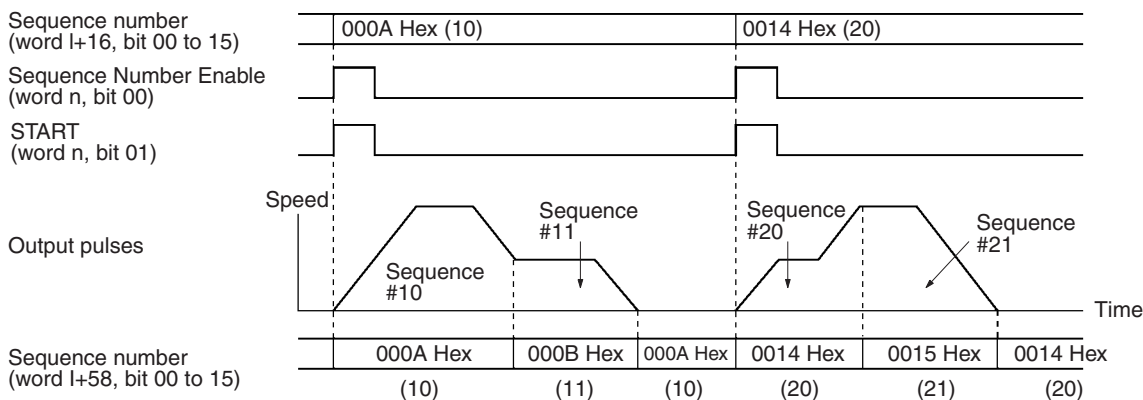 Sequence number
(word I+16, bit 00 to 15)
000A Hex (10)
0014 Hex (20)
Sequence Number Enable
(word n, bit 00)
START
(word n, bit 01)
Speed
Output pulses
Sequence
#10
Sequence
#11
Sequence
#20
Sequence
#21
Time
Sequence number
(word I+58, bit 00 to 15)
000A Hex
000B Hex
000A Hex
0014 Hex
0015 Hex
0014 Hex
(10)
(11)
(10)
(20)
(21)
(20)